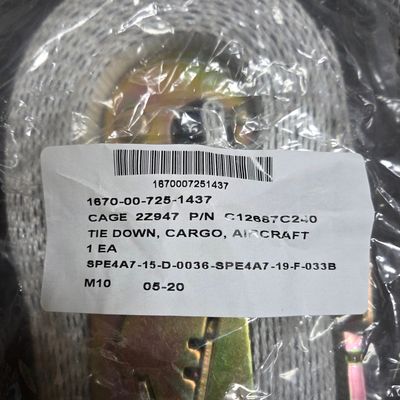 1670007251437
1670-00-725-1437
CAGE 2Z947 P/N C12687C240
TIE DOWN, CARGO, AIRCRAFT
1 EA
SPE4A7-15-D-0036-SPE4A7-19-F-033B
M10 05-20